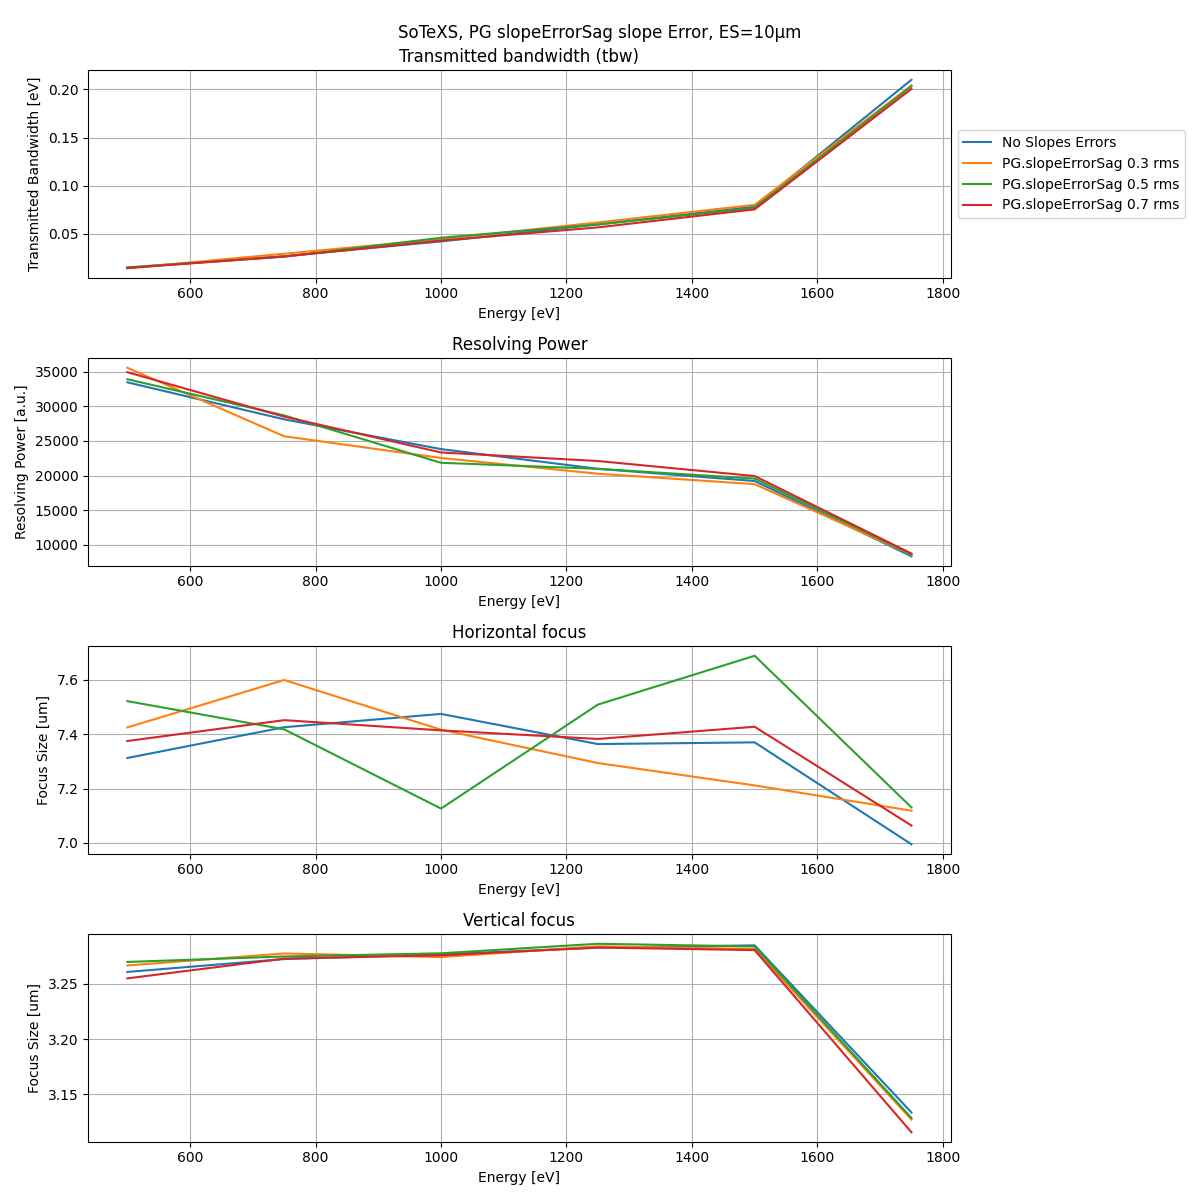 SoTeXS, PG slopeErrorSag slope Error, ES=10μm
Transmitted bandwidth (tbw)
Transmitted Bandwidth [eV]
0.20
0.15
0.10
0.05
600 800 1000 1200 1400 1600 1800
Energy [eV]
No Slopes Errors
PG.slopeErrorSag 0.3 rms
PG.slopeErrorSag 0.5 rms
PG.slopeErrorSag 0.7 rms
Resolving Power
Resolving Power [a.u.]
35000
30000
25000
20000
15000
10000
600 800 1000 1200 1400 1600 1800
Energy [eV]
Horizontal focus
Focus Size [um]
7.6
7.4
7.2
7.0
600 800 1000 1200 1400 1600 1800
Energy [eV]
Vertical focus
Focus Size [um]
3.25
3.20
3.15
600 800 1000 1200 1400 1600 1800
Energy [eV]